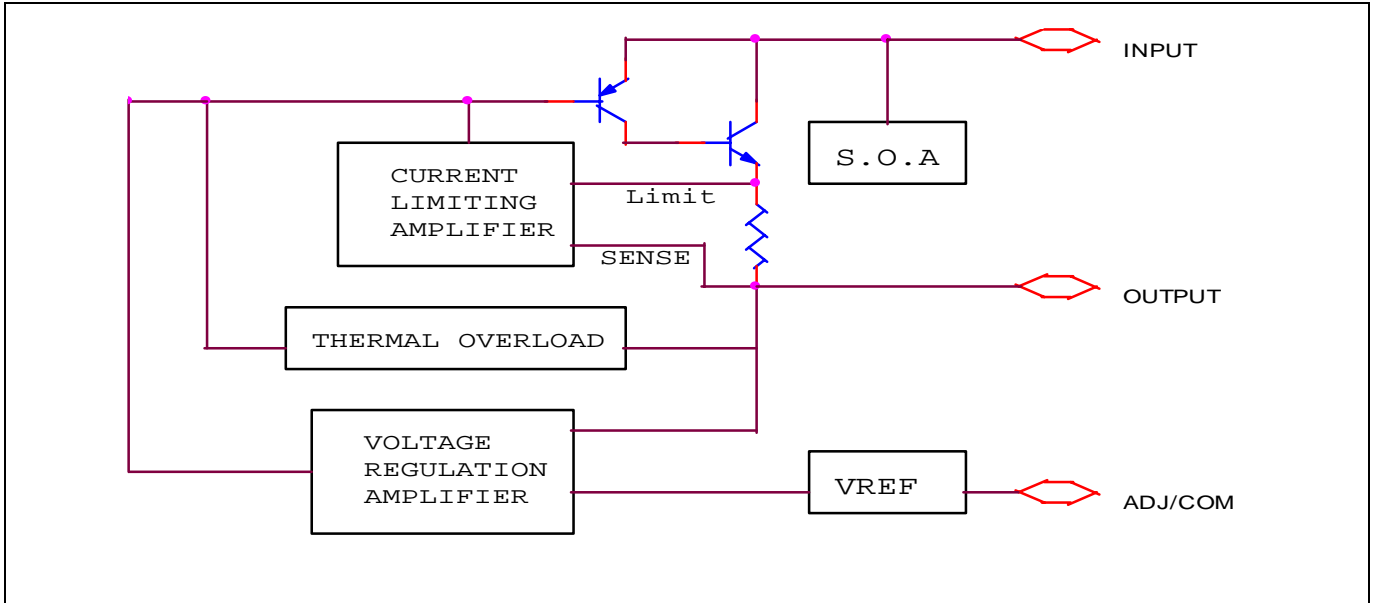 INPUT
S.O.A
CURRENT
LIMITING
AMPLIFIER
Limit
SENSE
OUTPUT
THERMAL OVERLOAD
VOLTAGE
REGULATION
AMPLIFIER
VREF
ADJ/COM